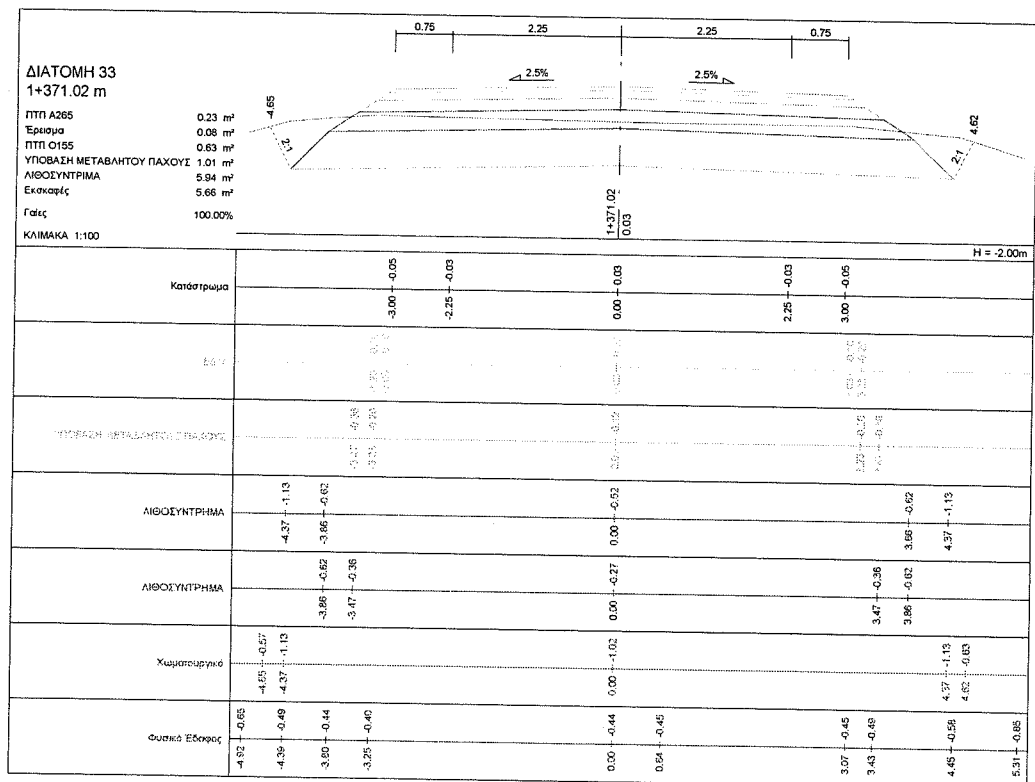 0.75 2.25 2.25 0.75
ΔΙΑΤΟΜΗ 33
1+371.02 m
2.5% 2.5%
-4.65
4.62
2:1
2:1
ΠΤΠ Α265 0.23 m²
Έρεισμα 0.08 m²
ΠΤΠ Ο155 0.63 m²
ΥΠΟΒΑΣΗ ΜΕΤΑΒΛΗΤΟΥ ΠΑΧΟΥΣ 1.01 m²
ΛΙΘΟΣΥΝΤΡΙΜΑ 5.94 m²
Εκσκαφές 5.66 m²
Γαίες 100.00%
ΚΛΙΜΑΚΑ 1:100
1+371.02
0.03
H = -2.00m
Κατάστρωμα
-0.05 -0.03 0.03 -0.03 -0.05
-3.00 -2.25 0.00 2.25 3.00
ΥΠΟΒΑΣΗ ΜΕΤΑΒΛΗΤΟΥ ΠΑΧΟΥΣ
ΛΙΘΟΣΥΝΤΡΗΜΑ
-1.13 -0.62 -0.52 -0.62 -1.13
-4.37 -3.86 0.00 3.86 4.37
ΛΙΘΟΣΥΝΤΡΗΜΑ
-0.62 -0.36 -0.27 -0.36 -0.62
-3.86 -3.47 0.00 3.47 3.86
Χωματουργικά
-0.57 -1.13 -1.02 -1.13 -0.63
-4.65 -4.37 0.00 4.37 4.62
Φυσικό Έδαφος
-0.65 -0.49 -0.44 -0.40 -0.44 -0.45 -0.45 -0.49 -0.58 -0.85
-4.92 -4.39 -3.80 -3.25 0.00 0.64 3.07 3.43 4.45 5.31